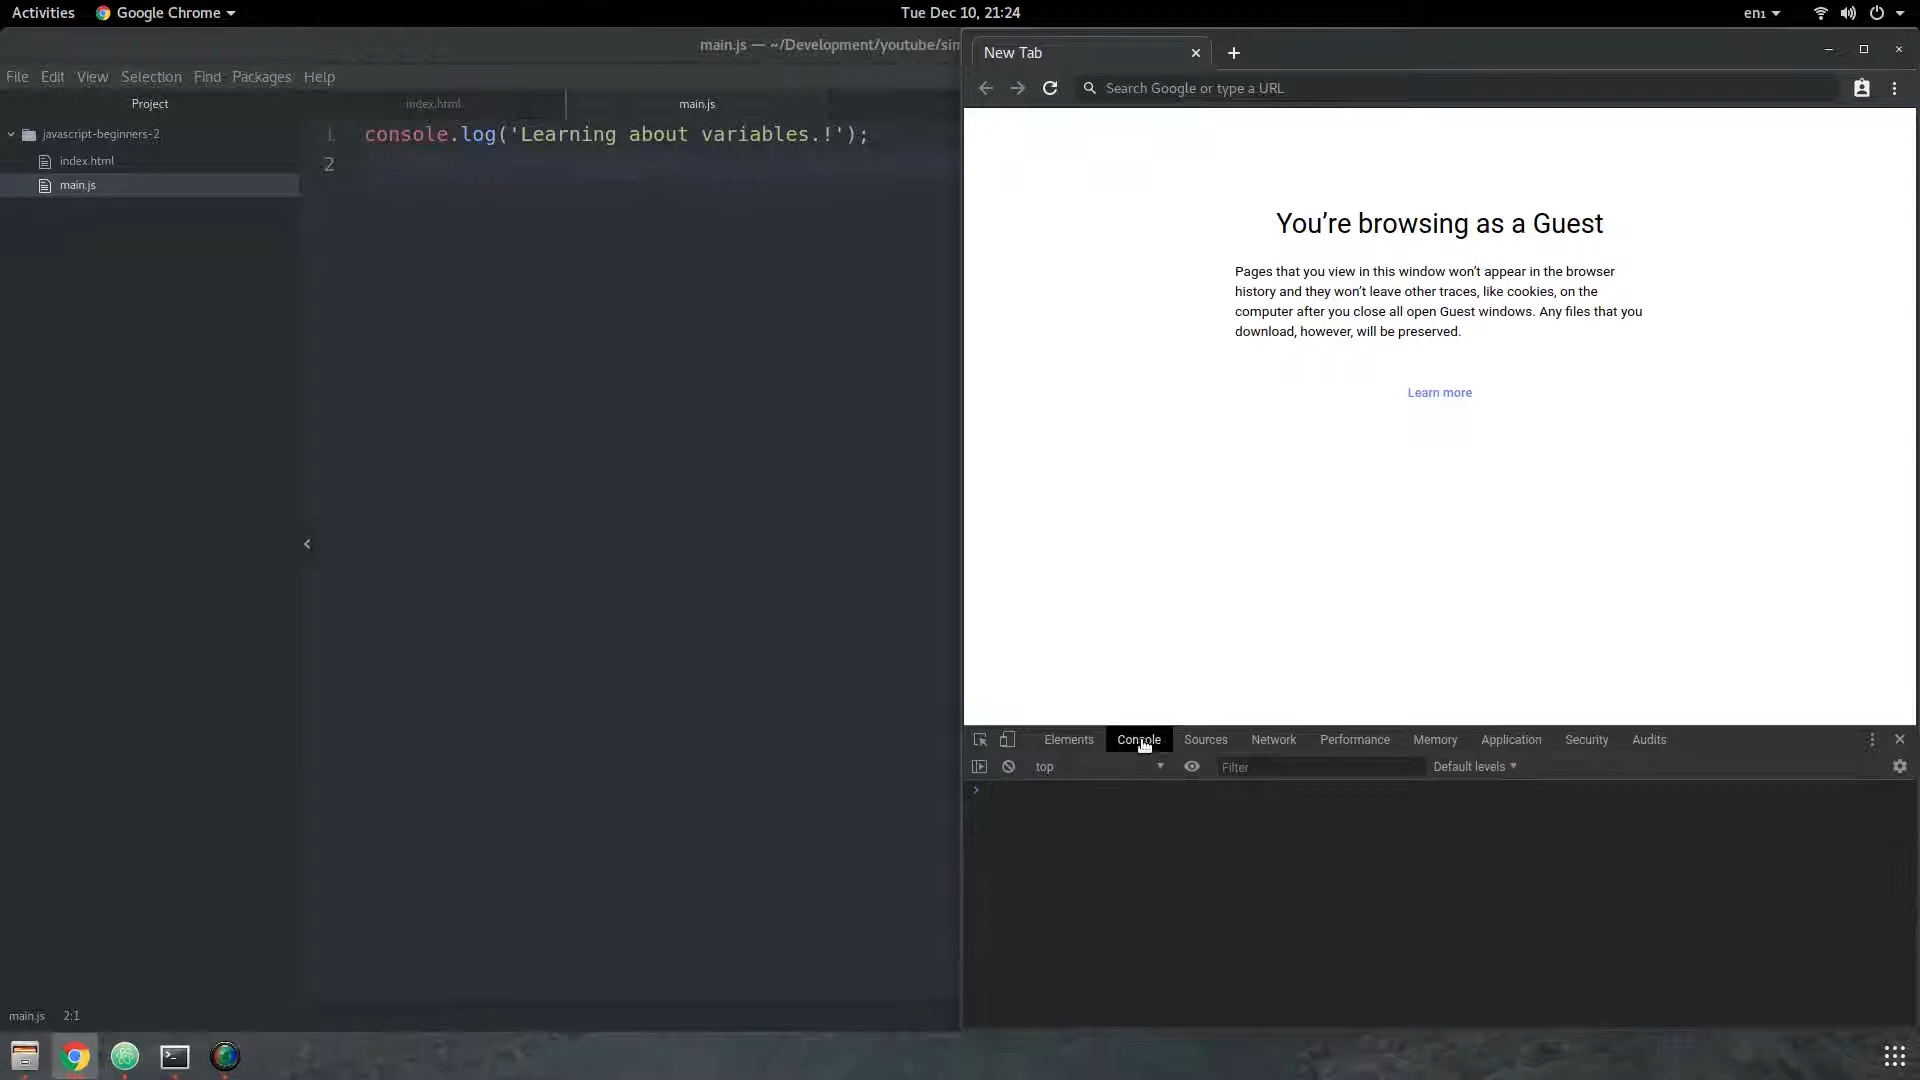 Activities Google Chrome Tue Dec 10, 21:24 en₁
main.js — ~/Development/youtube/sim
New Tab
File Edit View Selection Find Packages Help
Search Google or type a URL
Project index.html main.js
javascript-beginners-2
index.html
main.js
1 console.log('Learning about variables.!');
2
You’re browsing as a Guest
Pages that you view in this window won’t appear in the browser
history and they won’t leave other traces, like cookies, on the
computer after you close all open Guest windows. Any files that you
download, however, will be preserved.
Learn more
Elements Console Sources Network Performance Memory Application Security Audits
top Filter Default levels
main.js 2:1